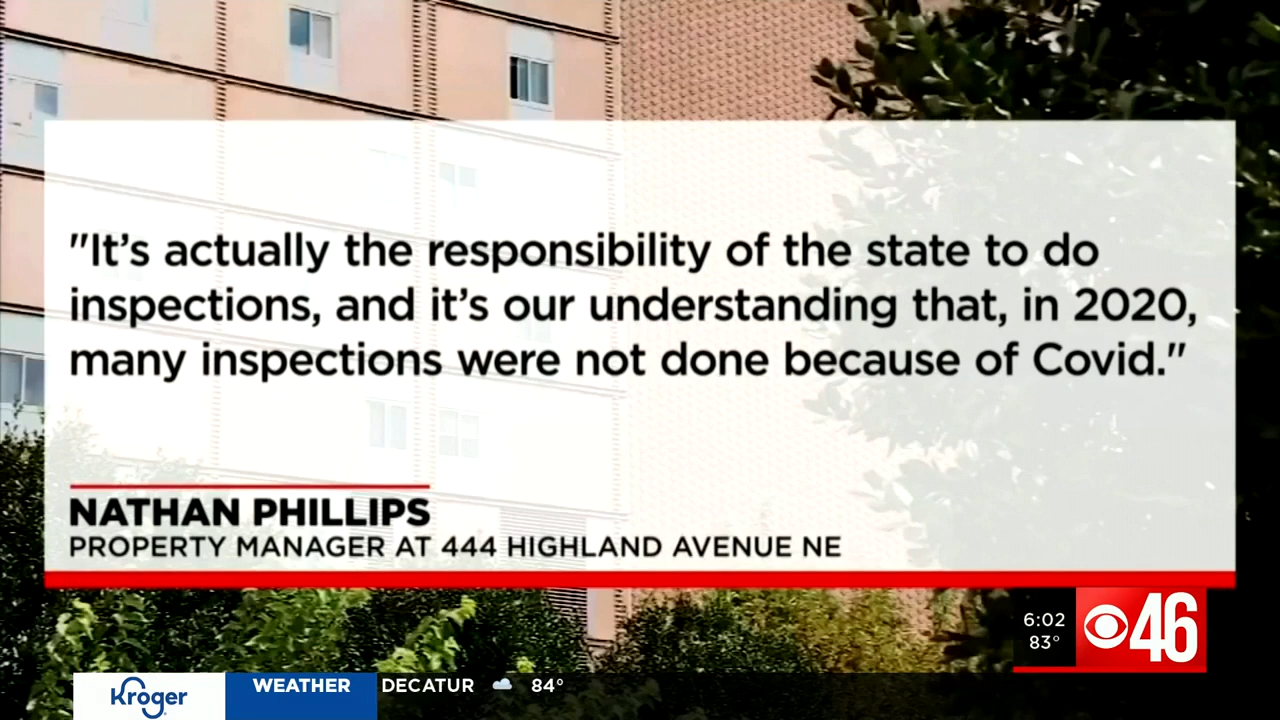 "It’s actually the responsibility of the state to do
inspections, and it’s our understanding that, in 2020,
many inspections were not done because of Covid."
NATHAN PHILLIPS
PROPERTY MANAGER AT 444 HIGHLAND AVENUE NE
6:02
83°
46
Kroger
WEATHER
DECATUR 84°